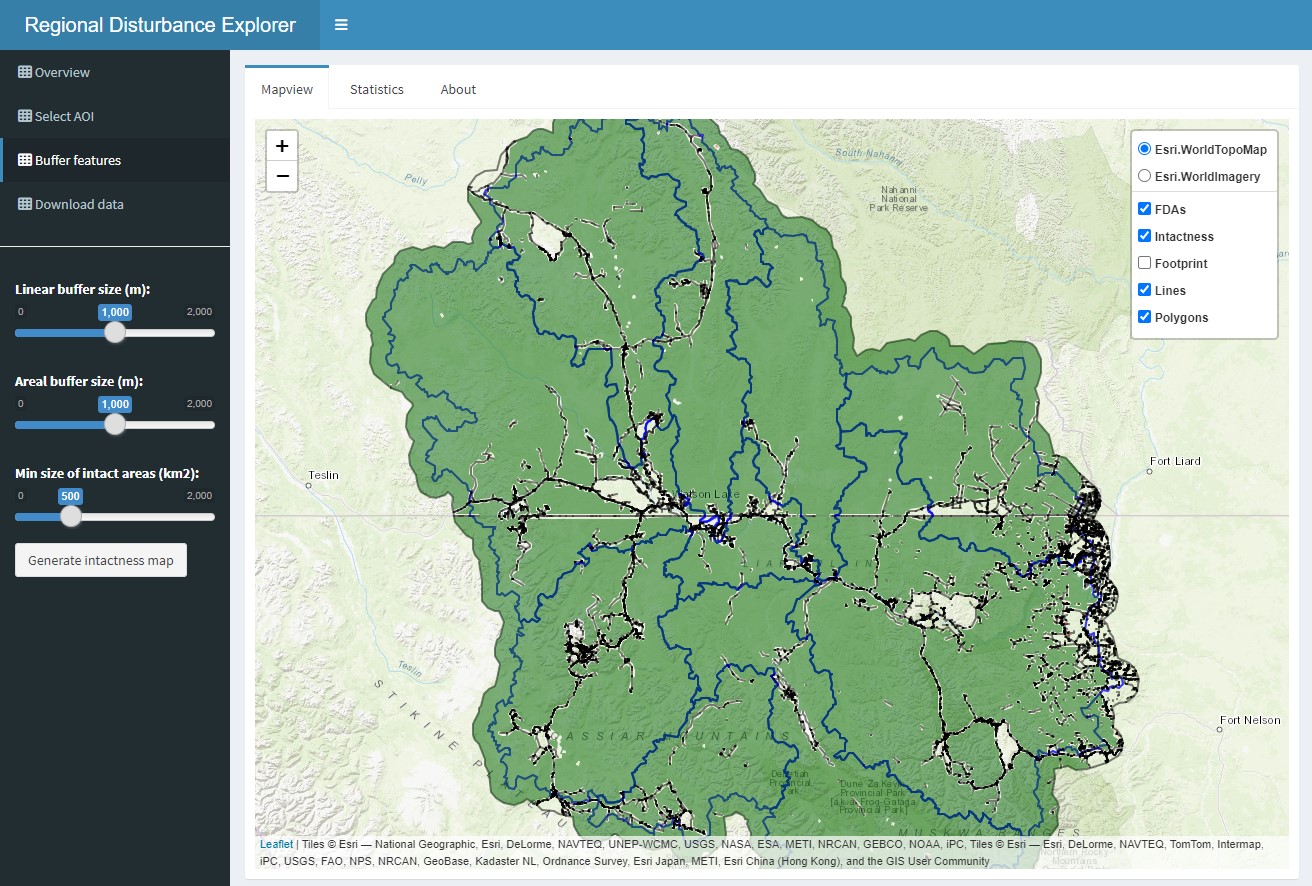 Regional Disturbance Explorer
Overview
Select AOI
Buffer features
Download data
Linear buffer size (m):
0 1,000 2,000
Areal buffer size (m):
0 1,000 2,000
Min size of intact areas (km2):
0 500 2,000
Generate intactness map
Mapview Statistics About
+
−
Esri.WorldTopoMap
Esri.WorldImagery
FDAs
Intactness
Footprint
Lines
Polygons
Pelly
South Nahanni
Nahanni
National
Park Reserve
Teslin
Fort Liard
Watson Lake
Teslin
STIKINE
Fort Nelson
ASSIAR MOUNTAINS
Provincial
Park
Dune Za Keyih
Provincial Park
[a.k.a. Frog-Gataga
Provincial Park]
MUSKWA RANGES
Leaflet | Tiles © Esri — National Geographic, Esri, DeLorme, NAVTEQ, UNEP-WCMC, USGS, NASA, ESA, METI, NRCAN, GEBCO, NOAA, iPC, Tiles © Esri — Esri, DeLorme, NAVTEQ, TomTom, Intermap,
iPC, USGS, FAO, NPS, NRCAN, GeoBase, Kadaster NL, Ordnance Survey, Esri Japan, METI, Esri China (Hong Kong), and the GIS User Community